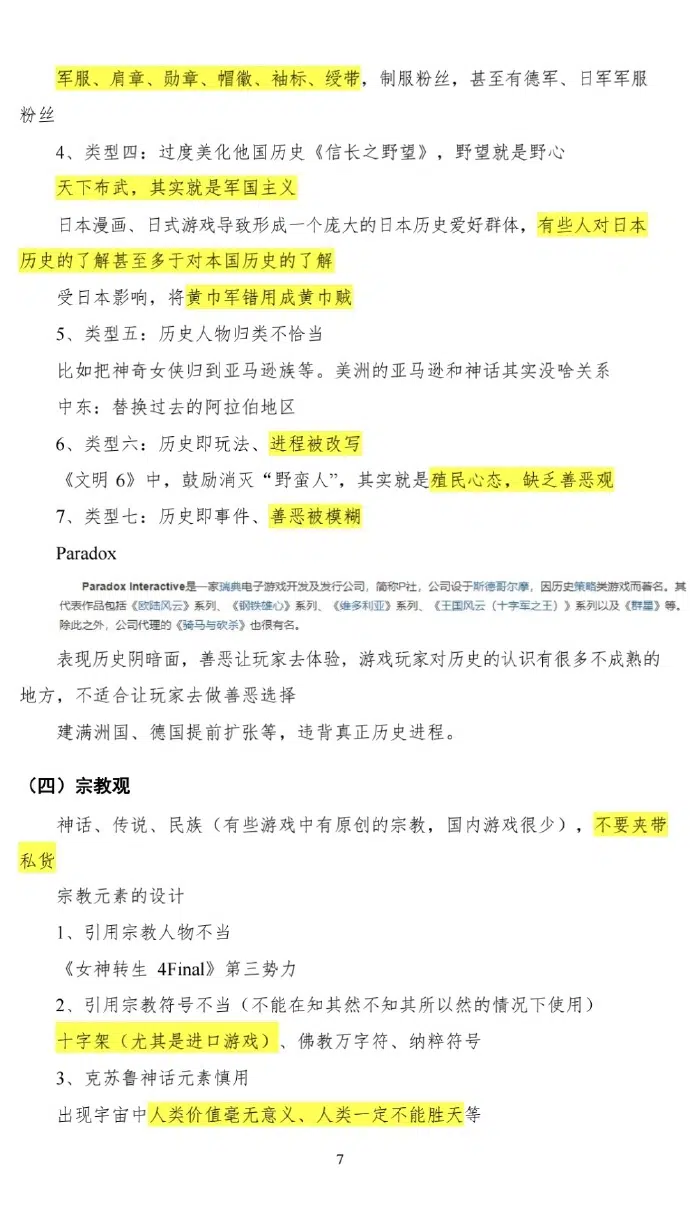 军服、肩章、勋章、帽徽、袖标、绶带，制服粉丝，甚至有德军、日军军服
粉丝
4、类型四：过度美化他国历史《信长之野望》，野望就是野心
天下布武，其实就是军国主义
日本漫画、日式游戏导致形成一个庞大的日本历史爱好群体，有些人对日本
历史的了解甚至多于对本国历史的了解
受日本影响，将黄巾军错用成黄巾贼
5、类型五：历史人物归类不恰当
比如把神奇女侠归到亚马逊族等。美洲的亚马逊和神话其实没啥关系
中东：替换过去的阿拉伯地区
6、类型六：历史即玩法、进程被改写
《文明 6》中，鼓励消灭“野蛮人”，其实就是殖民心态，缺乏善恶观
7、类型七：历史即事件、善恶被模糊
Paradox
Paradox Interactive是一家瑞典电子游戏开发及发行公司，简称P社，公司设于斯德哥尔摩，因历史策略类游戏而著名。其
代表作品包括《欧陆风云》系列、《钢铁雄心》系列、《维多利亚》系列、《王国风云（十字军之王）》系列以及《群星》等。
除此之外，公司代理的《骑马与砍杀》也很有名。
表现历史阴暗面，善恶让玩家去体验，游戏玩家对历史的认识有很多不成熟的
地方，不适合让玩家去做善恶选择
建满洲国、德国提前扩张等，违背真正历史进程。
（四）宗教观
神话、传说、民族（有些游戏中有原创的宗教，国内游戏很少），不要夹带
私货
宗教元素的设计
1、引用宗教人物不当
《女神转生 4Final》第三势力
2、引用宗教符号不当（不能在知其然不知其所以然的情况下使用）
十字架（尤其是进口游戏）、佛教万字符、纳粹符号
3、克苏鲁神话元素慎用
出现宇宙中人类价值毫无意义、人类一定不能胜天等
7